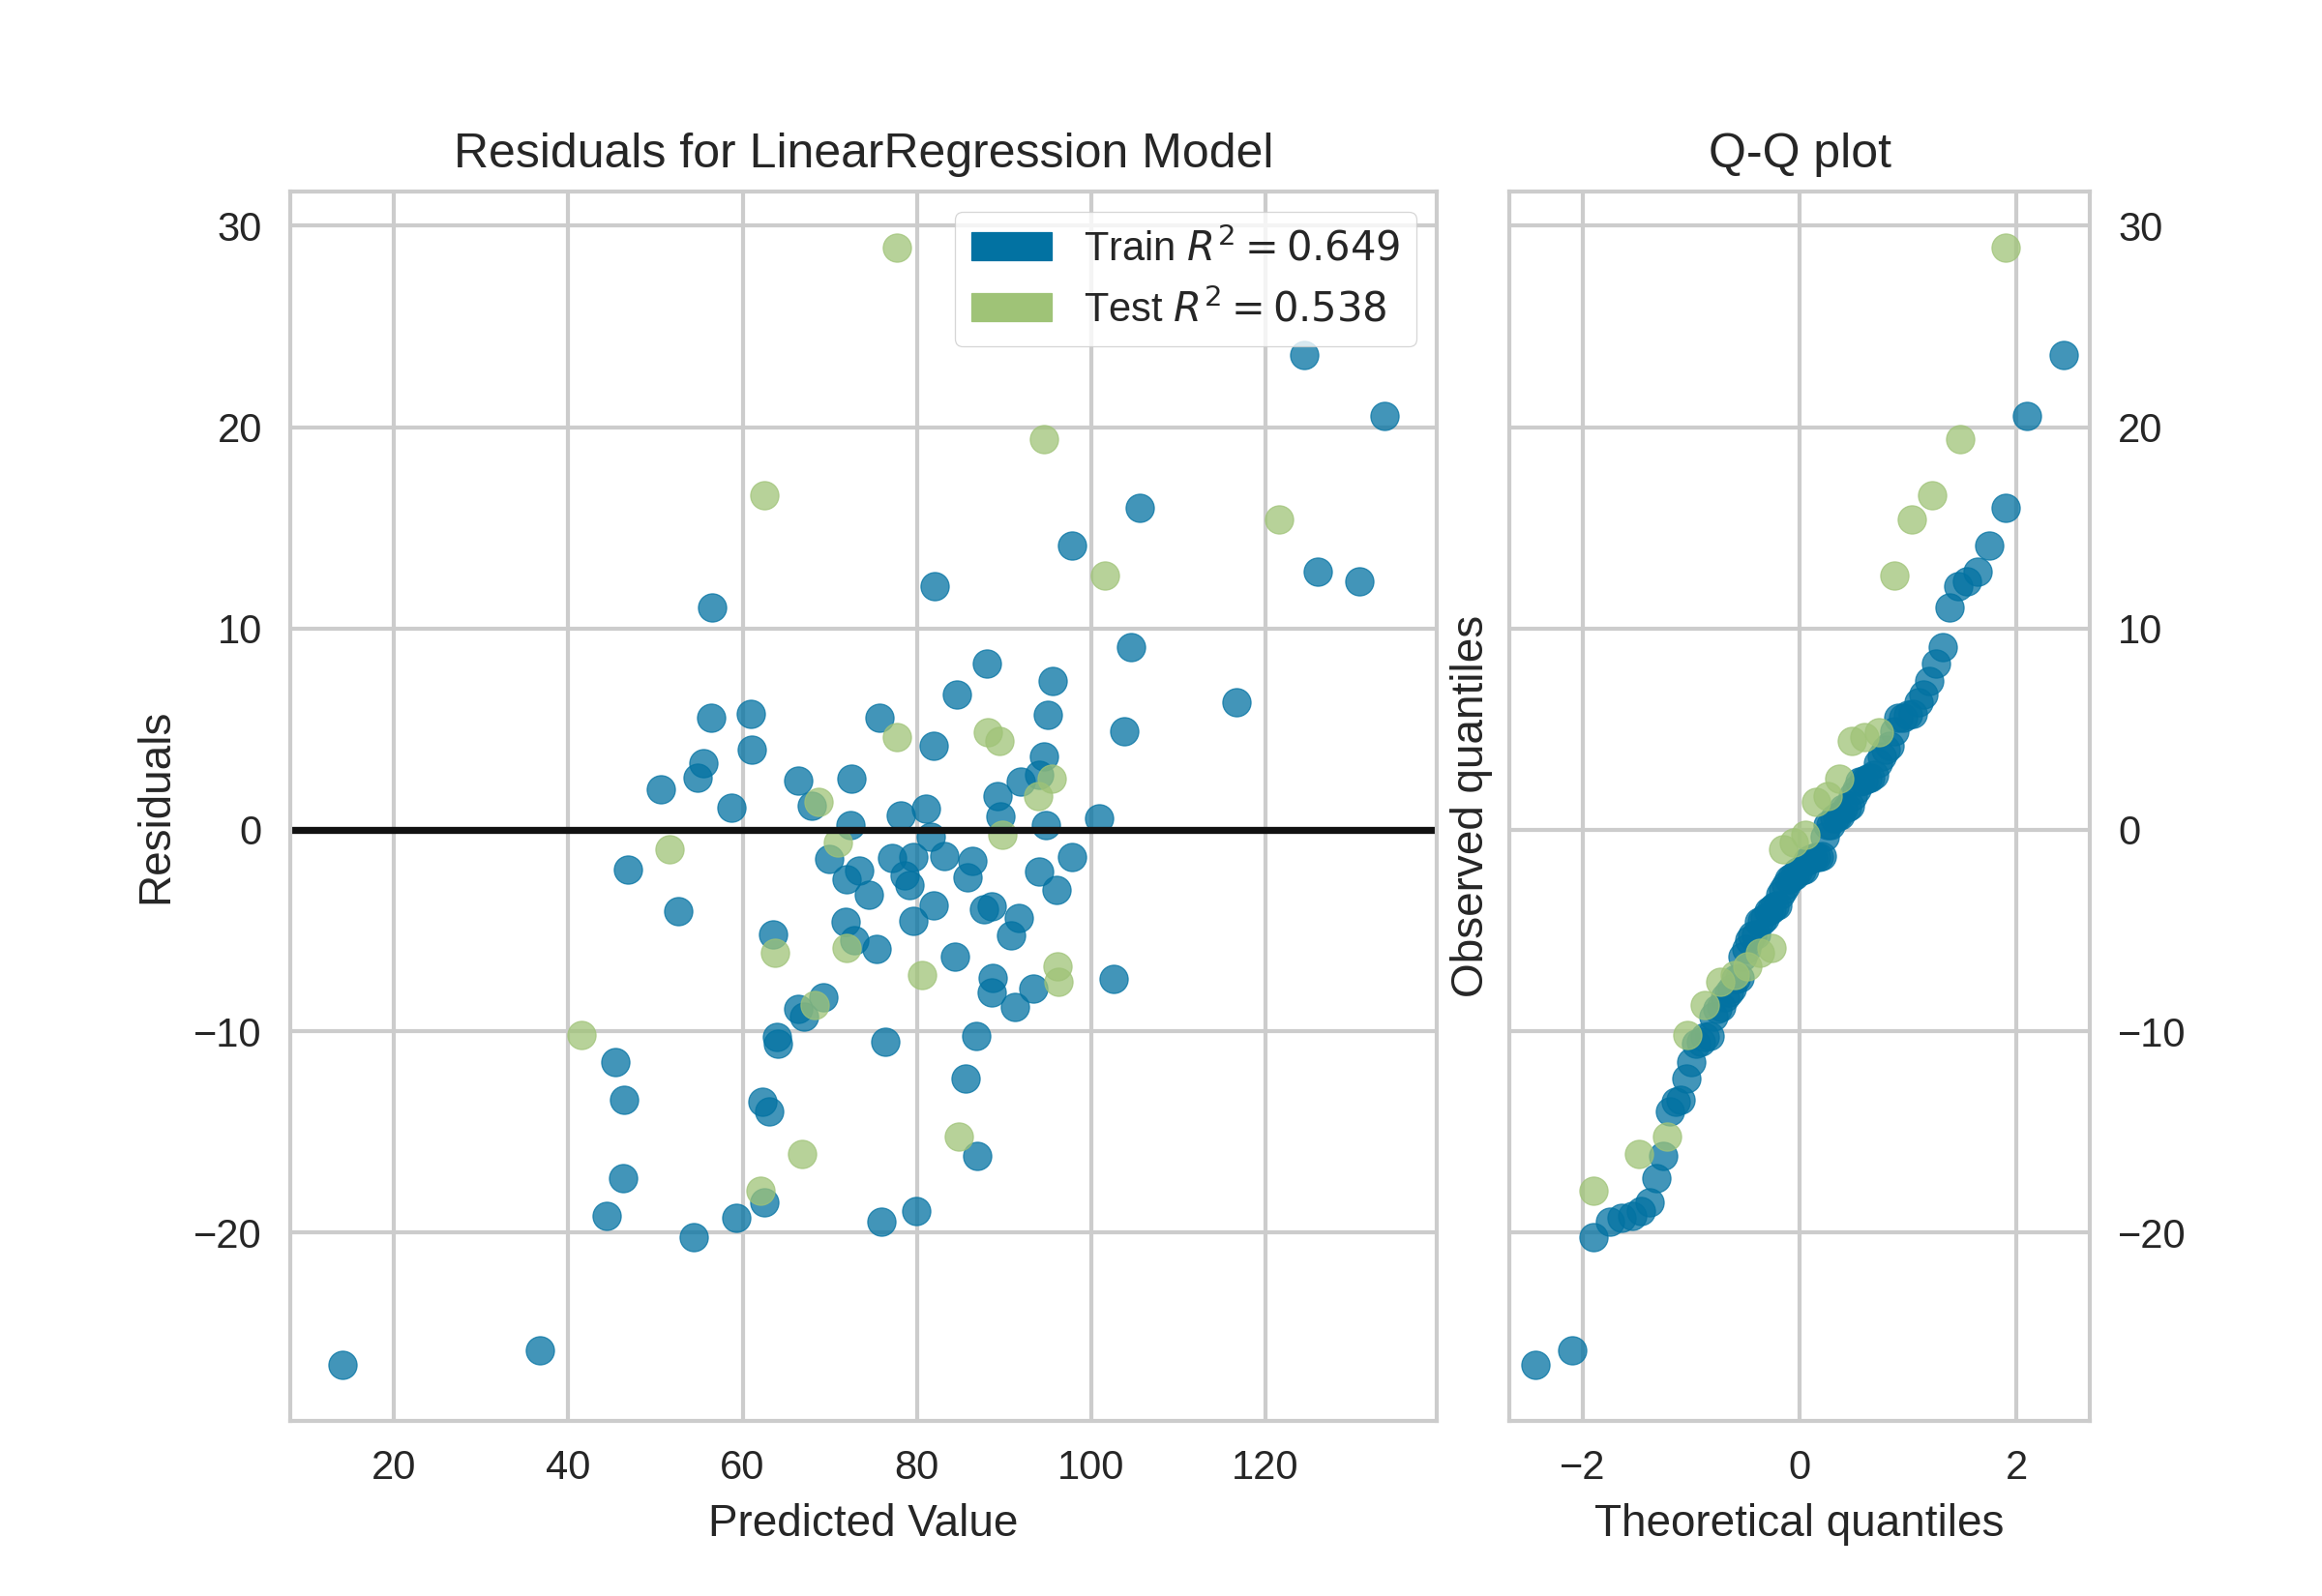 Residuals for LinearRegression Model
Q-Q plot
Train R² = 0.649
Test R² = 0.538
30
20
10
0
−10
−20
Residuals
20
40
60
80
100
120
Predicted Value
Observed quantiles
30
20
10
0
−10
−20
−2
0
2
Theoretical quantiles